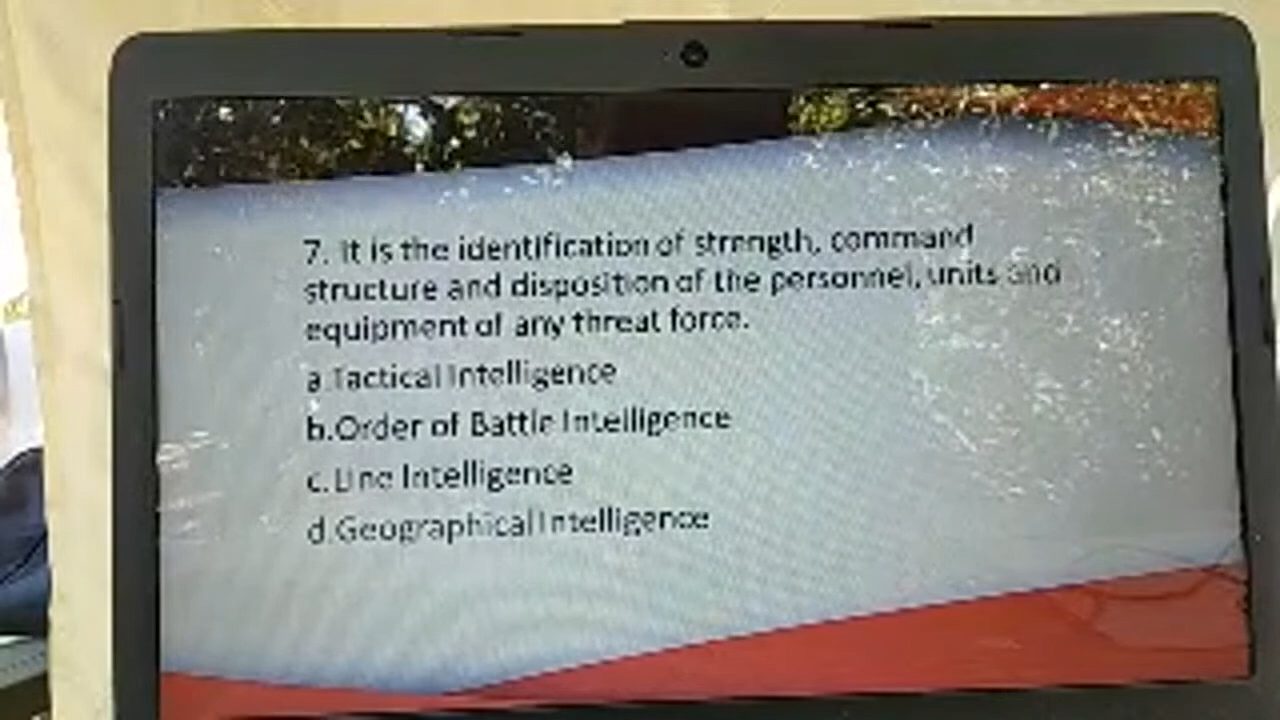 7. It is the identification of strength, command
structure and disposition of the personnel, units and
equipment of any threat force.
a.Tactical Intelligence
b.Order of Battle Intelligence
c.Line Intelligence
d.Geographical Intelligence